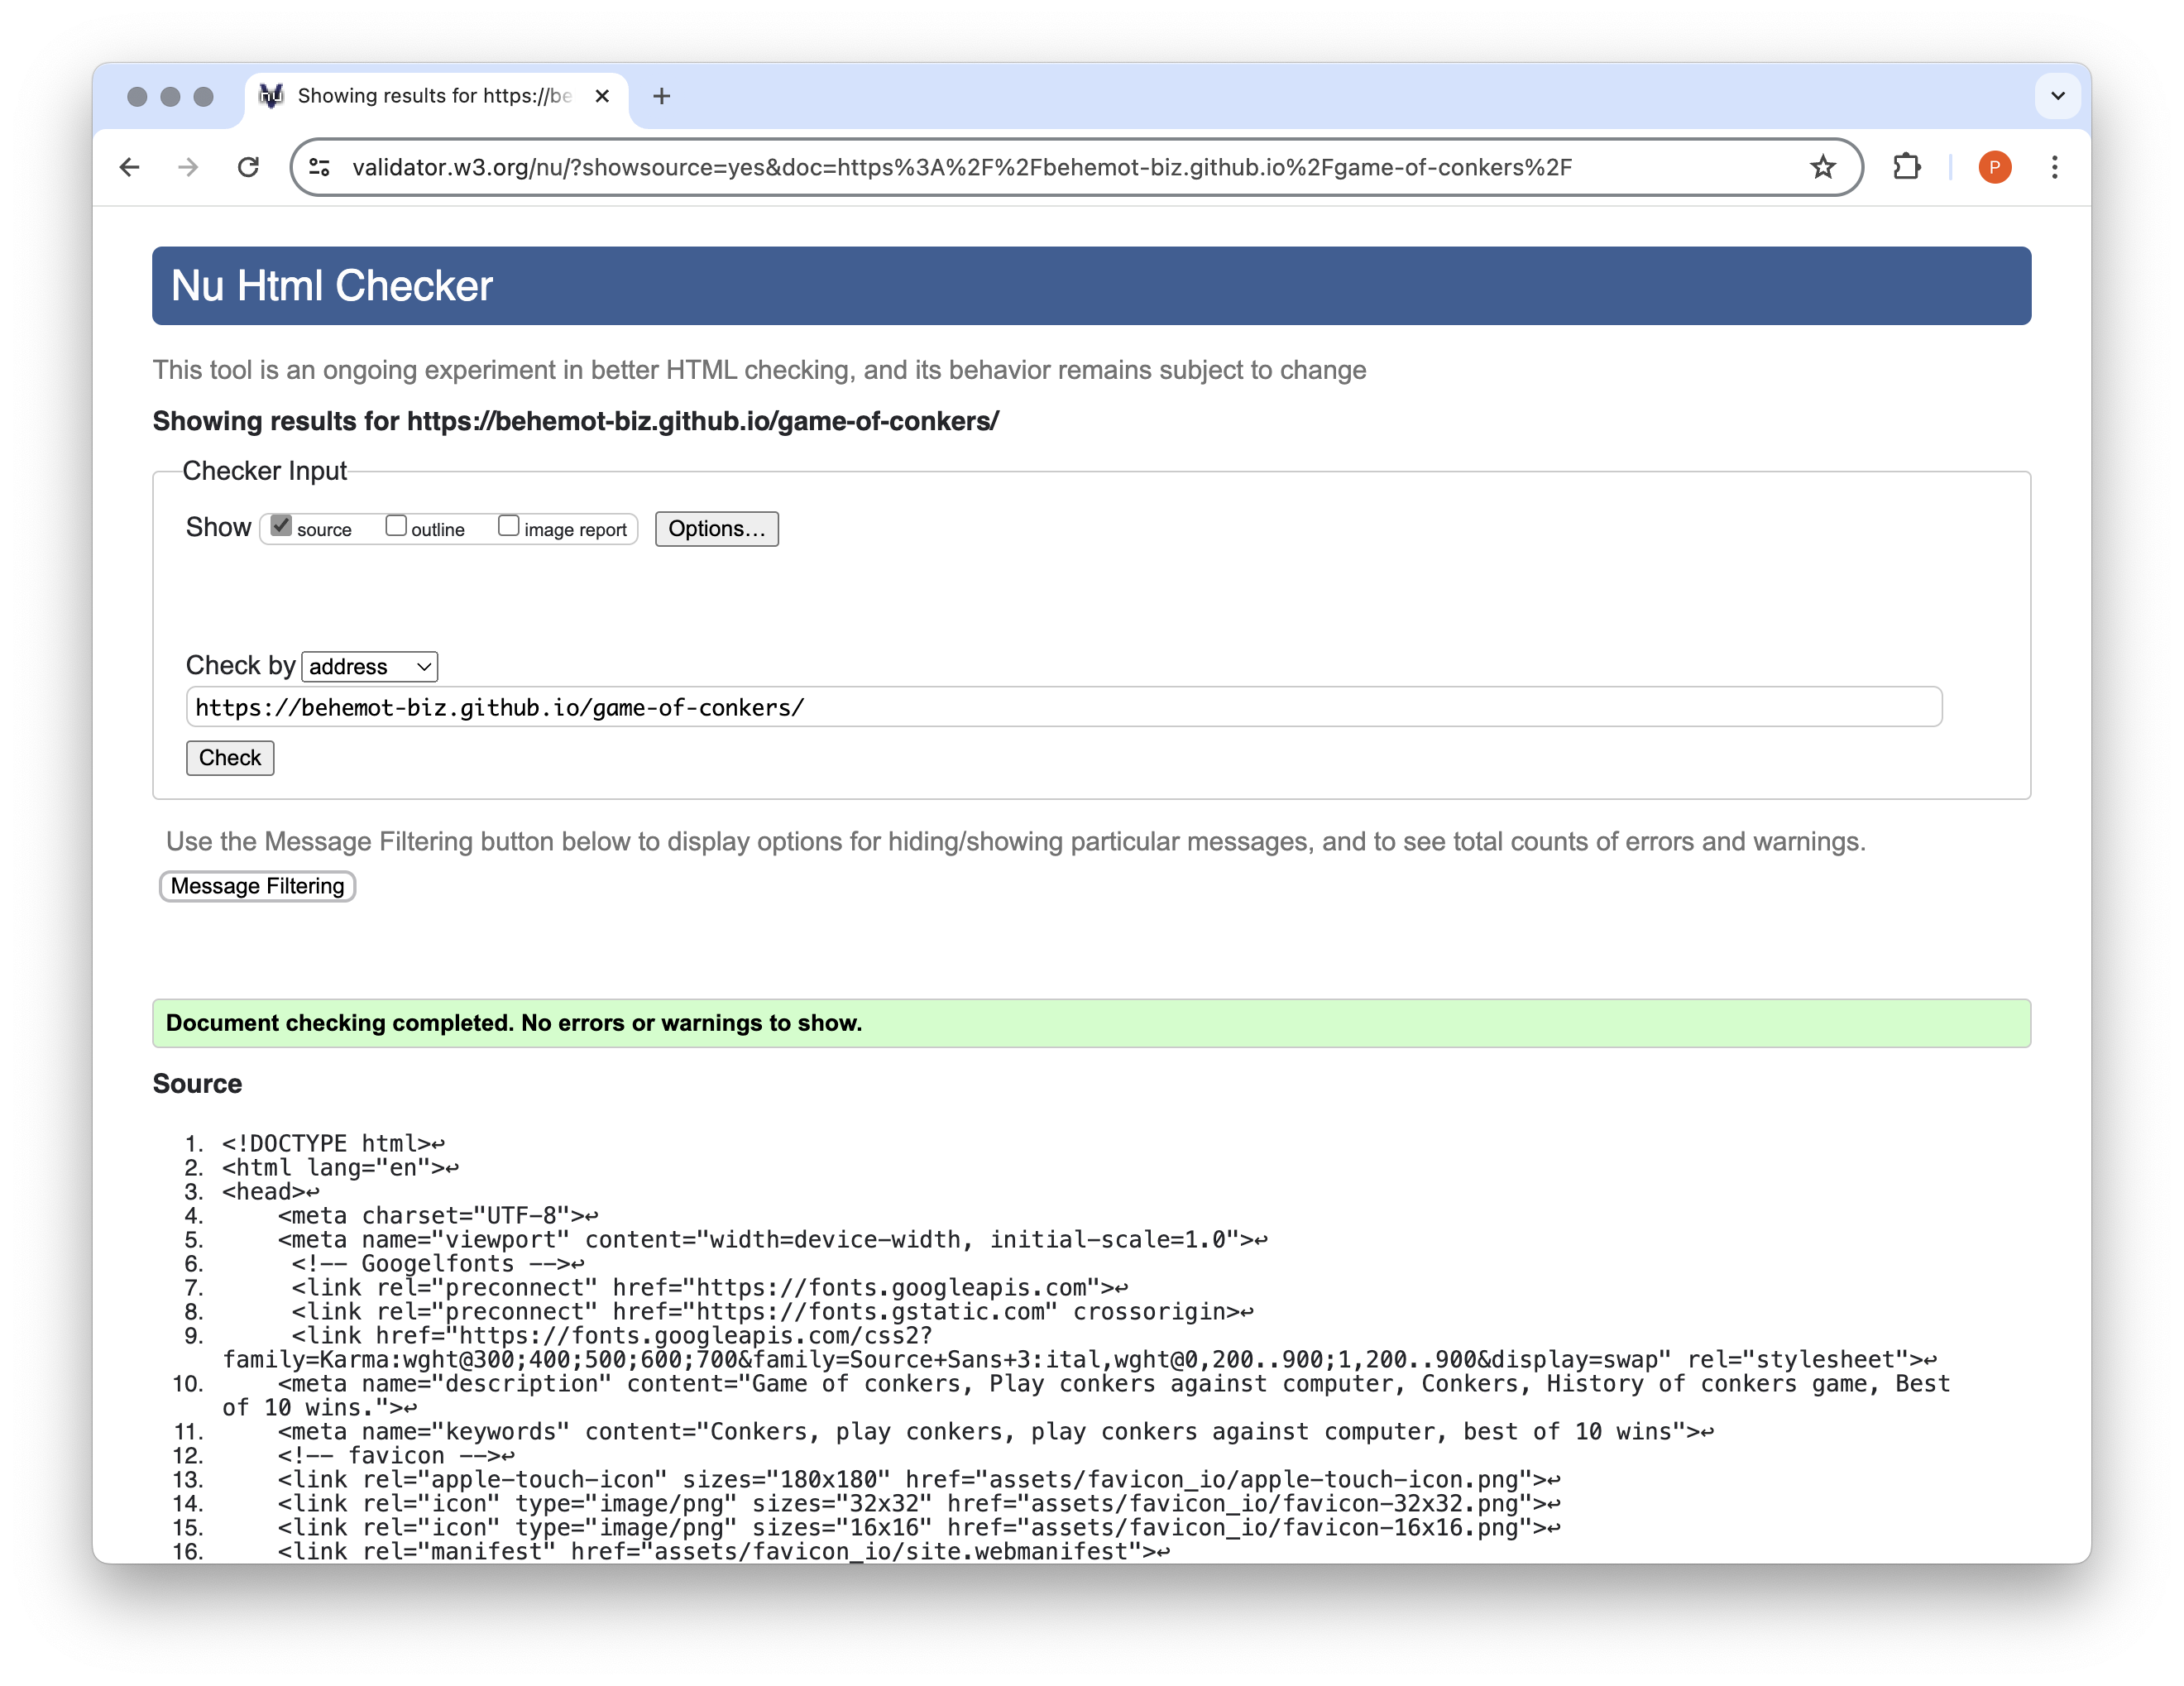 Showing results for https://be
validator.w3.org/nu/?showsource=yes&doc=https%3A%2F%2Fbehemot-biz.github.io%2Fgame-of-conkers%2F
P
Nu Html Checker
This tool is an ongoing experiment in better HTML checking, and its behavior remains subject to change
Showing results for https://behemot-biz.github.io/game-of-conkers/
Checker Input
Show source outline image report Options...
Check by address
https://behemot-biz.github.io/game-of-conkers/
Check
Use the Message Filtering button below to display options for hiding/showing particular messages, and to see total counts of errors and warnings.
Message Filtering
Document checking completed. No errors or warnings to show.
Source
1. <!DOCTYPE html>↩
2. <html lang="en">↩
3. <head>↩
4. <meta charset="UTF-8">↩
5. <meta name="viewport" content="width=device-width, initial-scale=1.0">↩
6. <!-- Googelfonts -->↩
7. <link rel="preconnect" href="https://fonts.googleapis.com">↩
8. <link rel="preconnect" href="https://fonts.gstatic.com" crossorigin>↩
9. <link href="https://fonts.googleapis.com/css2?
family=Karma:wght@300;400;500;600;700&family=Source+Sans+3:ital,wght@0,200..900;1,200..900&display=swap" rel="stylesheet">↩
10. <meta name="description" content="Game of conkers, Play conkers against computer, Conkers, History of conkers game, Best
of 10 wins.">↩
11. <meta name="keywords" content="Conkers, play conkers, play conkers against computer, best of 10 wins">↩
12. <!-- favicon -->↩
13. <link rel="apple-touch-icon" sizes="180x180" href="assets/favicon_io/apple-touch-icon.png">↩
14. <link rel="icon" type="image/png" sizes="32x32" href="assets/favicon_io/favicon-32x32.png">↩
15. <link rel="icon" type="image/png" sizes="16x16" href="assets/favicon_io/favicon-16x16.png">↩
16. <link rel="manifest" href="assets/favicon_io/site.webmanifest">↩